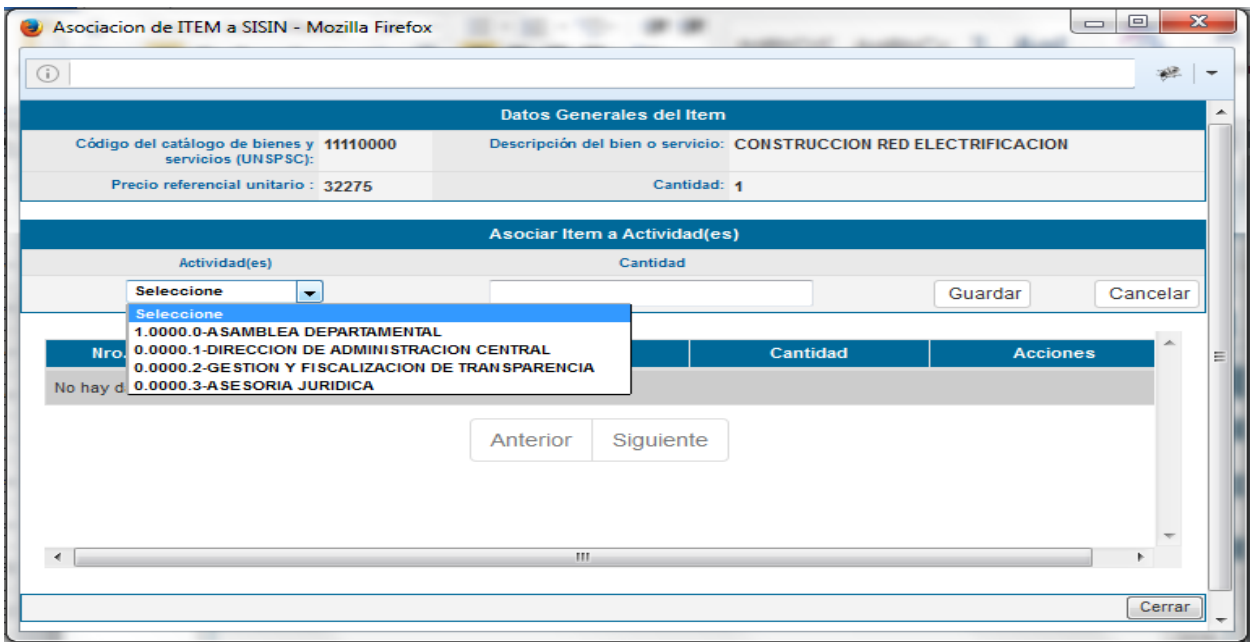 Asociacion de ITEM a SISIN - Mozilla Firefox
Datos Generales del Item
Código del catálogo de bienes y servicios (UNSPSC): 11110000 Descripción del bien o servicio: CONSTRUCCION RED ELECTRIFICACION
Precio referencial unitario : 32275 Cantidad: 1
Asociar Item a Actividad(es)
Actividad(es) Cantidad
Seleccione Guardar Cancelar
Seleccione
1.0000.0-ASAMBLEA DEPARTAMENTAL
0.0000.1-DIRECCION DE ADMINISTRACION CENTRAL
0.0000.2-GESTION Y FISCALIZACION DE TRANSPARENCIA
0.0000.3-ASESORIA JURIDICA
Nro. Cantidad Acciones
No hay d
Anterior Siguiente
Cerrar